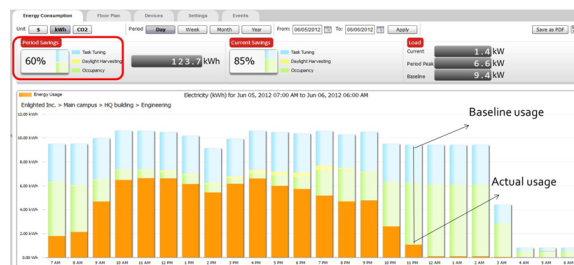 Energy Consumption Floor Plan Devices Settings Events
Unit $ kWh CO2 Period Day Week Month Year From: 06/05/2012 To: 06/06/2012 Apply Save as PDF
Period Savings Current Savings Load
60% Task Tuning Daylight Harvesting Occupancy
123.7 kWh
85% Task Tuning Daylight Harvesting Occupancy
Current 1.4 kW
Period Peak 6.6 kW
Baseline 9.4 kW
Energy Usage
Electricity (kWh) for Jun 05, 2012 07:00 AM to Jun 06, 2012 06:00 AM
Enlighted Inc. > Main campus > HQ building > Engineering
12.00 kWh
Baseline usage
10.00 kWh
8.00 kWh
6.00 kWh
Actual usage
4.00 kWh
2.00 kWh
0.00 kWh
7 AM 8 AM 9 AM 10 AM 11 AM 12 PM 1 PM 2 PM 3 PM 4 PM 5 PM 6 PM 7 PM 8 PM 9 PM 10 PM 11 PM 12 AM 1 AM 2 AM 3 AM 4 AM 5 AM 6 AM